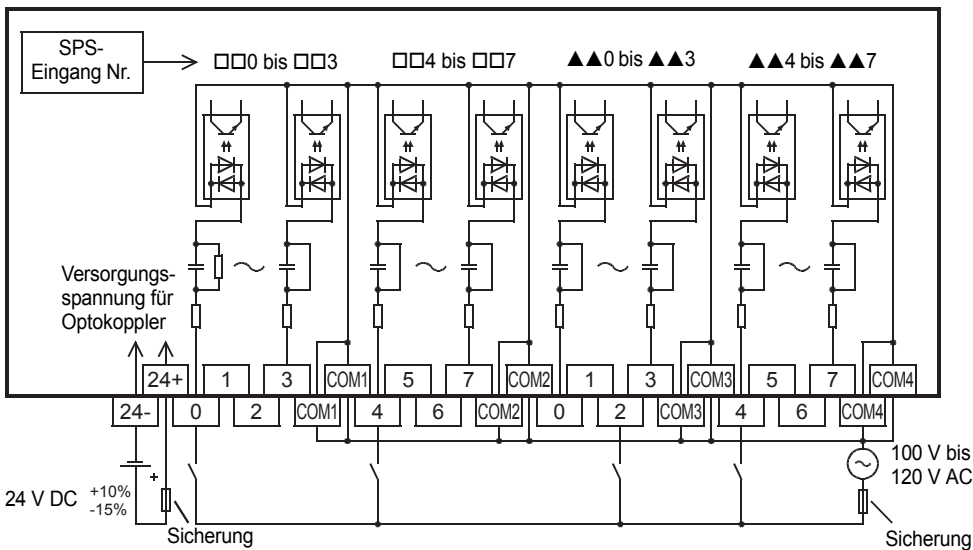 SPS-
Eingang Nr.
□□0 bis □□3
□□4 bis □□7
▲▲0 bis ▲▲3
▲▲4 bis ▲▲7
Versorgungs-
spannung für
Optokoppler
24+ 1 3 COM1 5 7 COM2 1 3 COM3 5 7 COM4
24- 0 2 COM1 4 6 COM2 0 2 COM3 4 6 COM4
100 V bis
120 V AC
+
24 V DC +10%
-15%
Sicherung
Sicherung